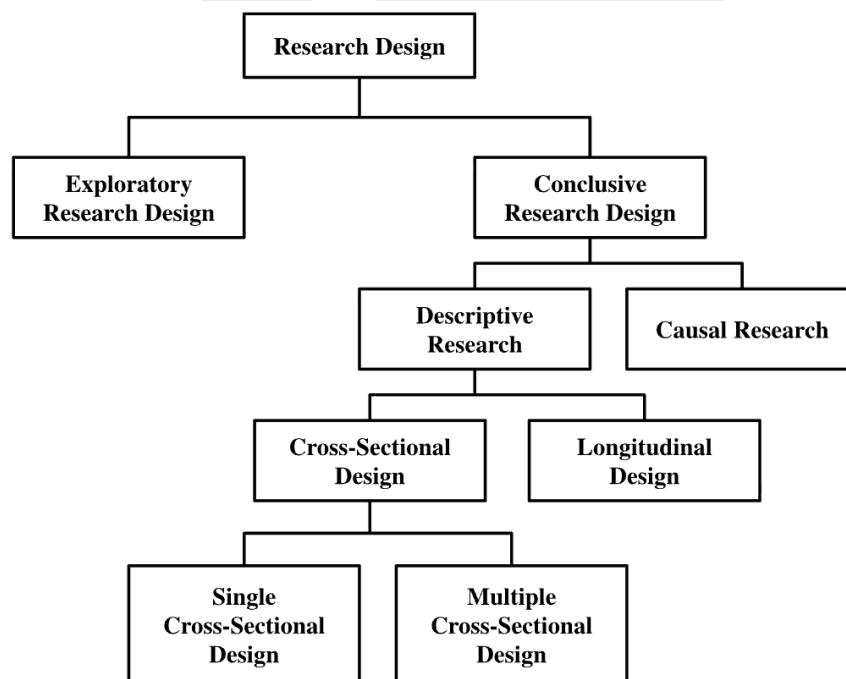 Research Design
Exploratory
Research Design
Conclusive
Research Design
Descriptive
Research
Causal Research
Cross-Sectional
Design
Longitudinal
Design
Single
Cross-Sectional
Design
Multiple
Cross-Sectional
Design